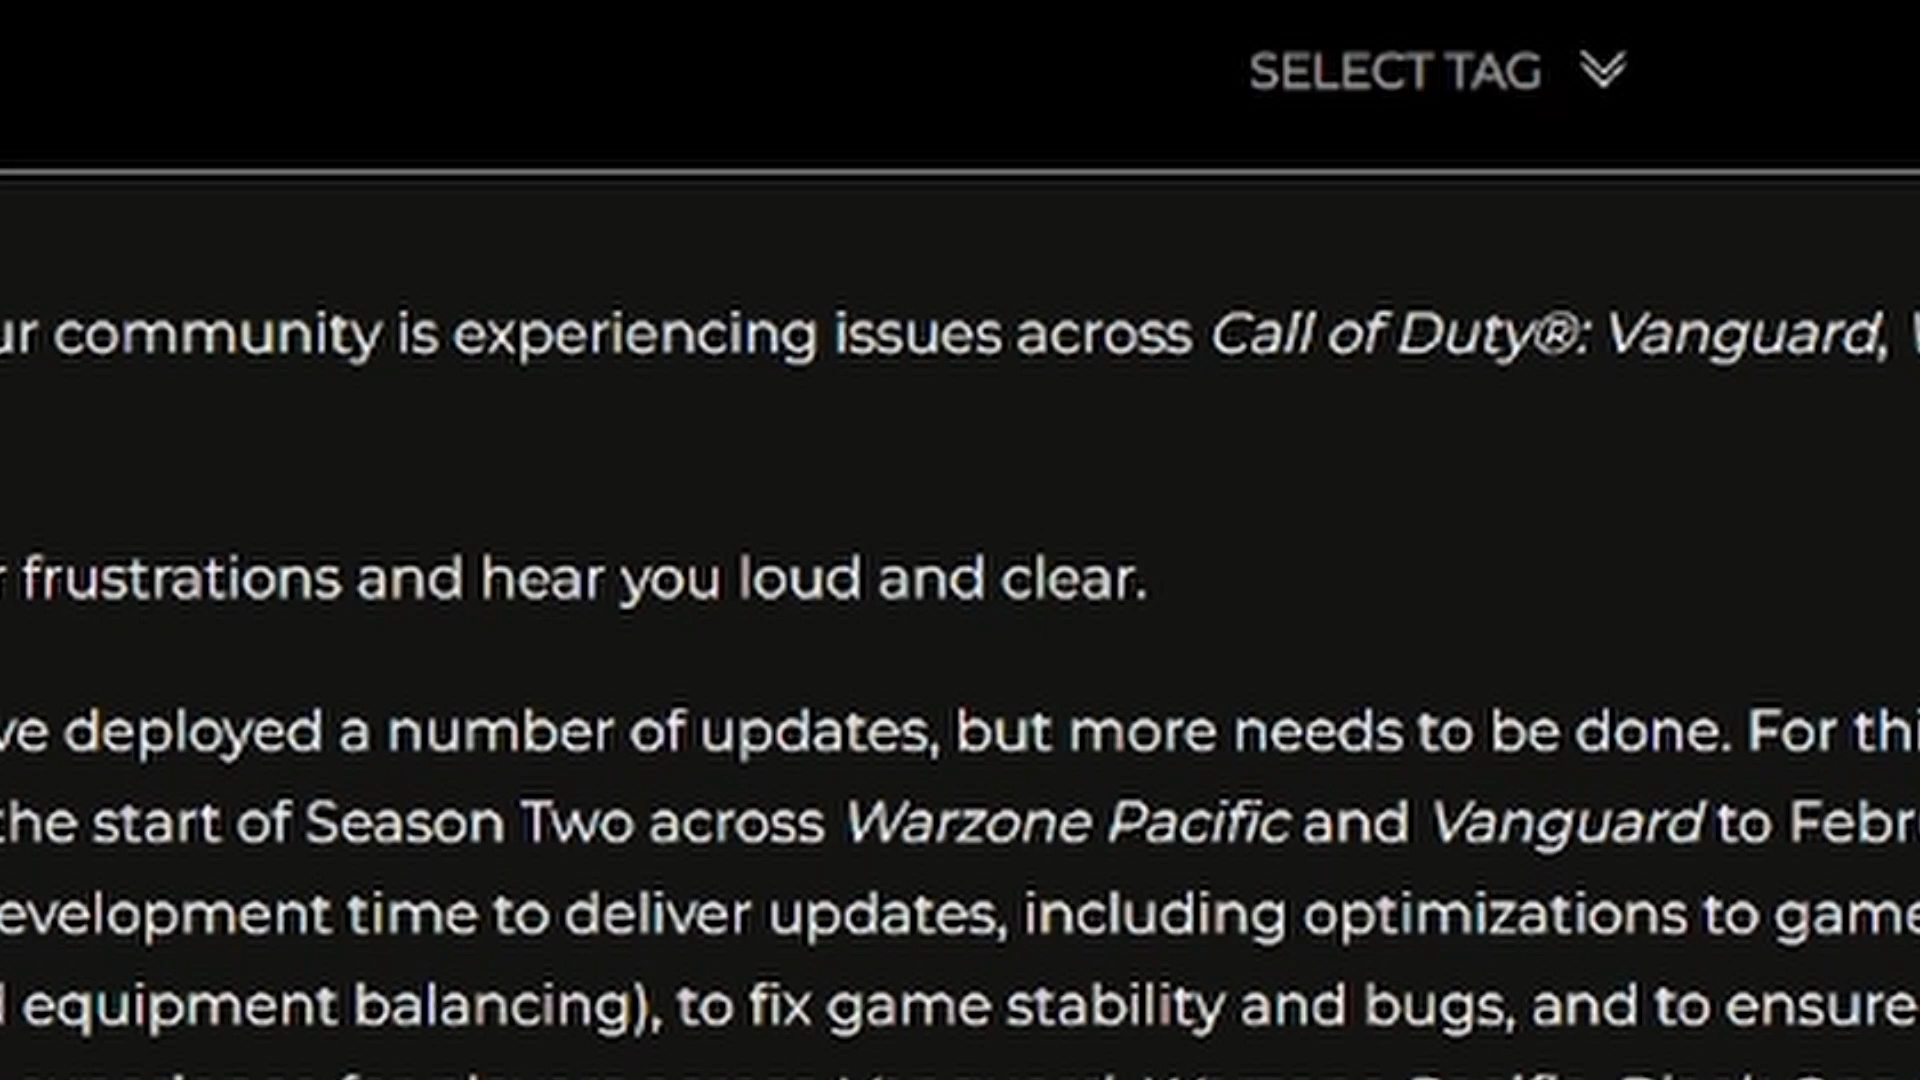 SELECT TAG
ur community is experiencing issues across Call of Duty®: Vanguard,
frustrations and hear you loud and clear.
ve deployed a number of updates, but more needs to be done. For thi
the start of Season Two across Warzone Pacific and Vanguard to Febr
evelopment time to deliver updates, including optimizations to game
equipment balancing), to fix game stability and bugs, and to ensure